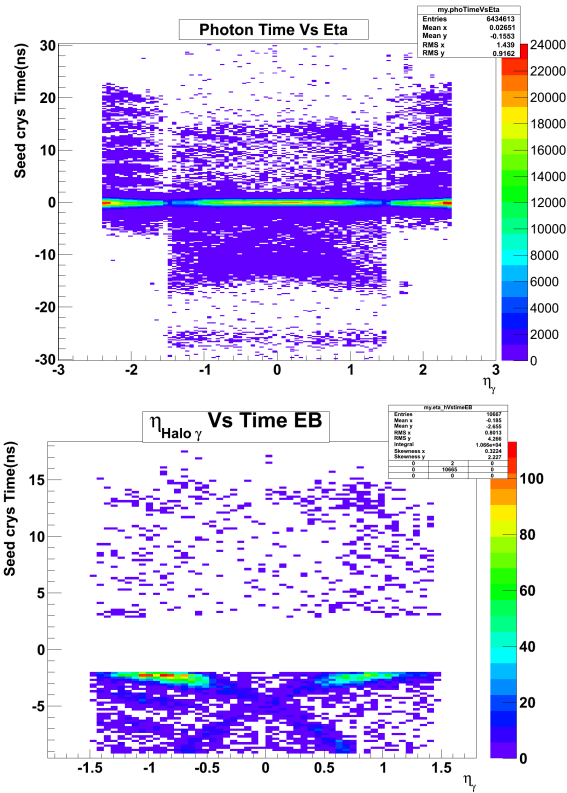 Photon Time Vs Eta
my.phoTimeVsEta
Entries 6434613
Mean x 0.02651
Mean y -0.1553
RMS x 1.439
RMS y 0.9162
Seed crys Time(ns)
30
20
10
0
-10
-20
-30
-3 -2 -1 0 1 2 3
ηγ
24000
22000
20000
18000
16000
14000
12000
10000
8000
6000
4000
2000
0
ηHalo γ Vs Time EB
my.eta_hVstimeEB
Entries 10667
Mean x -0.185
Mean y -2.655
RMS x 0.8013
RMS y 4.266
Integral 1.066e+04
Skewness x 0.3224
Skewness y 2.227
0 2 0
0 10665 0
0 0 0
Seed crys Time(ns)
15
10
5
0
-5
-1.5 -1 -0.5 0 0.5 1 1.5
ηγ
100
80
60
40
20
0